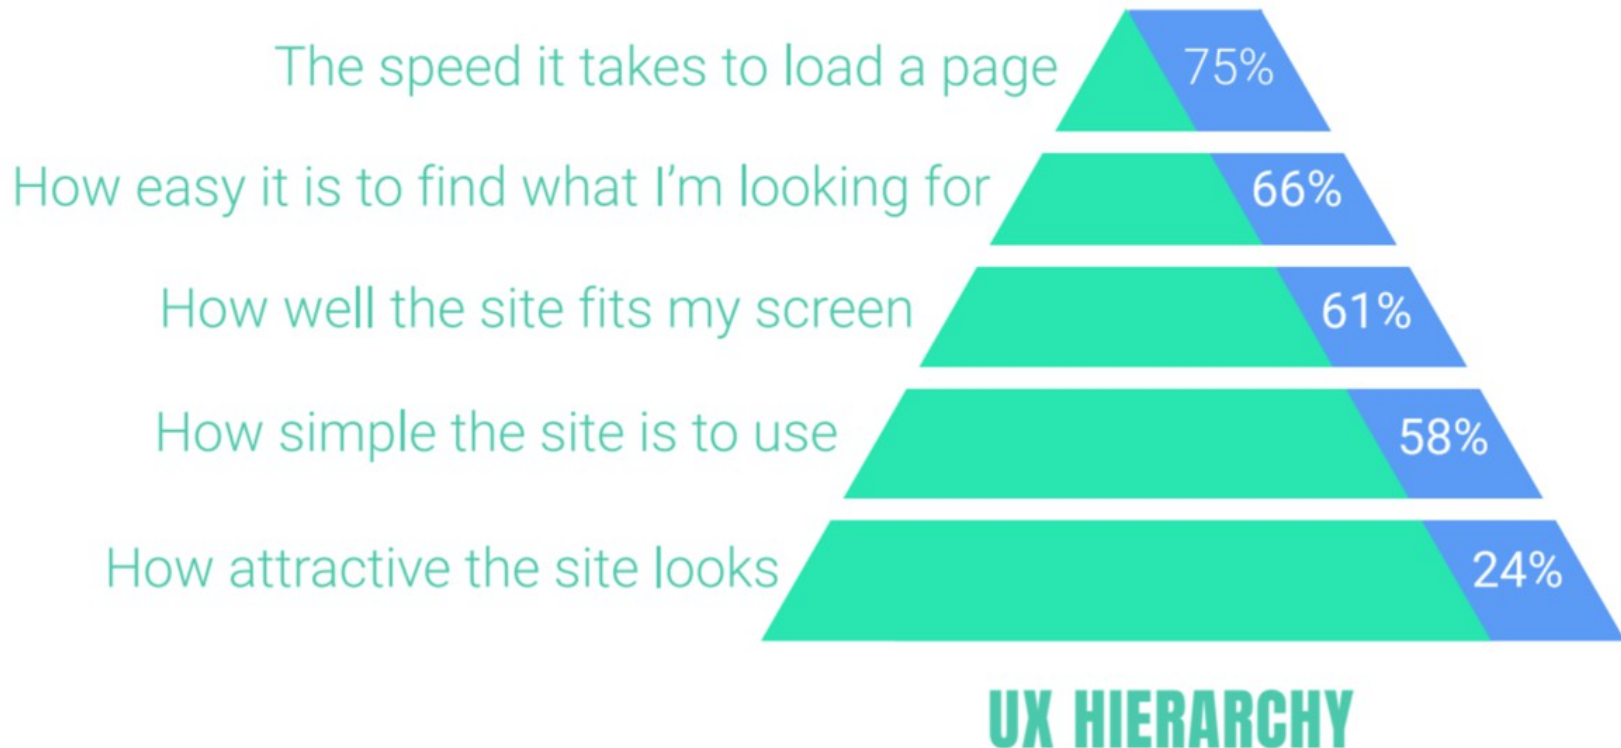 The speed it takes to load a page 75%
How easy it is to find what I’m looking for 66%
How well the site fits my screen 61%
How simple the site is to use 58%
How attractive the site looks 24%
UX HIERARCHY